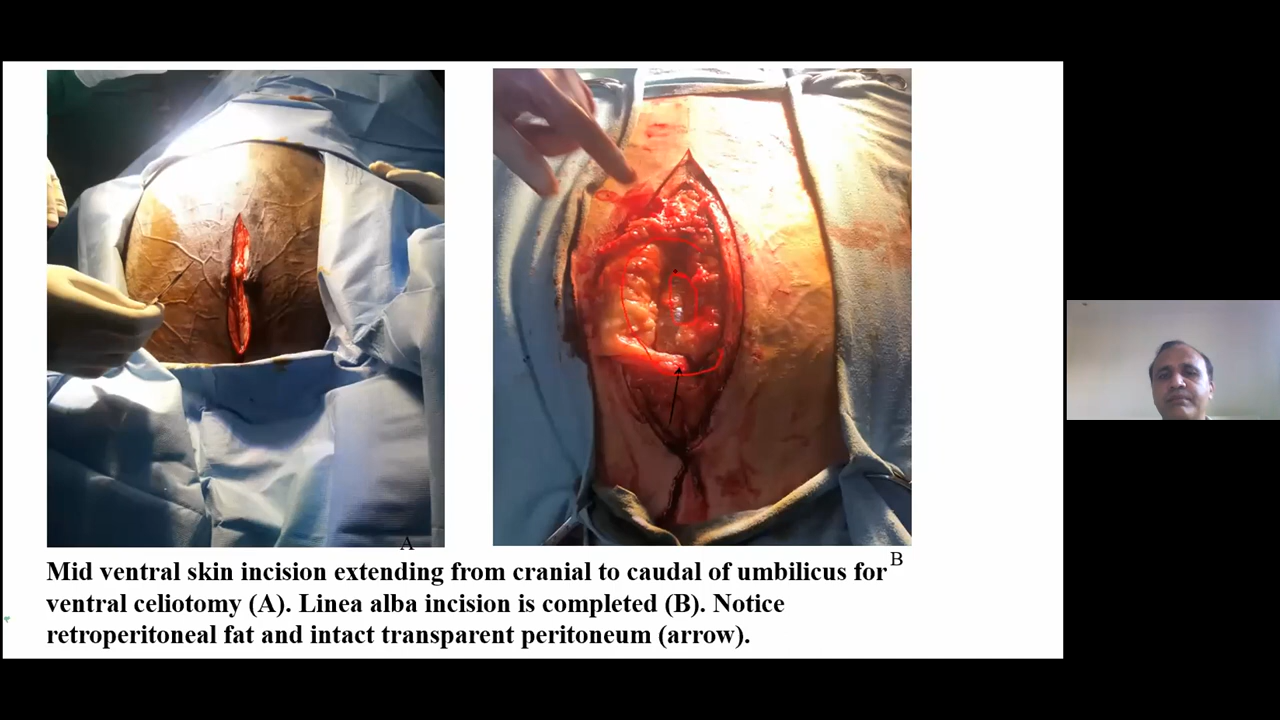 A
B
Mid ventral skin incision extending from cranial to caudal of umbilicus for
ventral celiotomy (A). Linea alba incision is completed (B). Notice
retroperitoneal fat and intact transparent peritoneum (arrow).